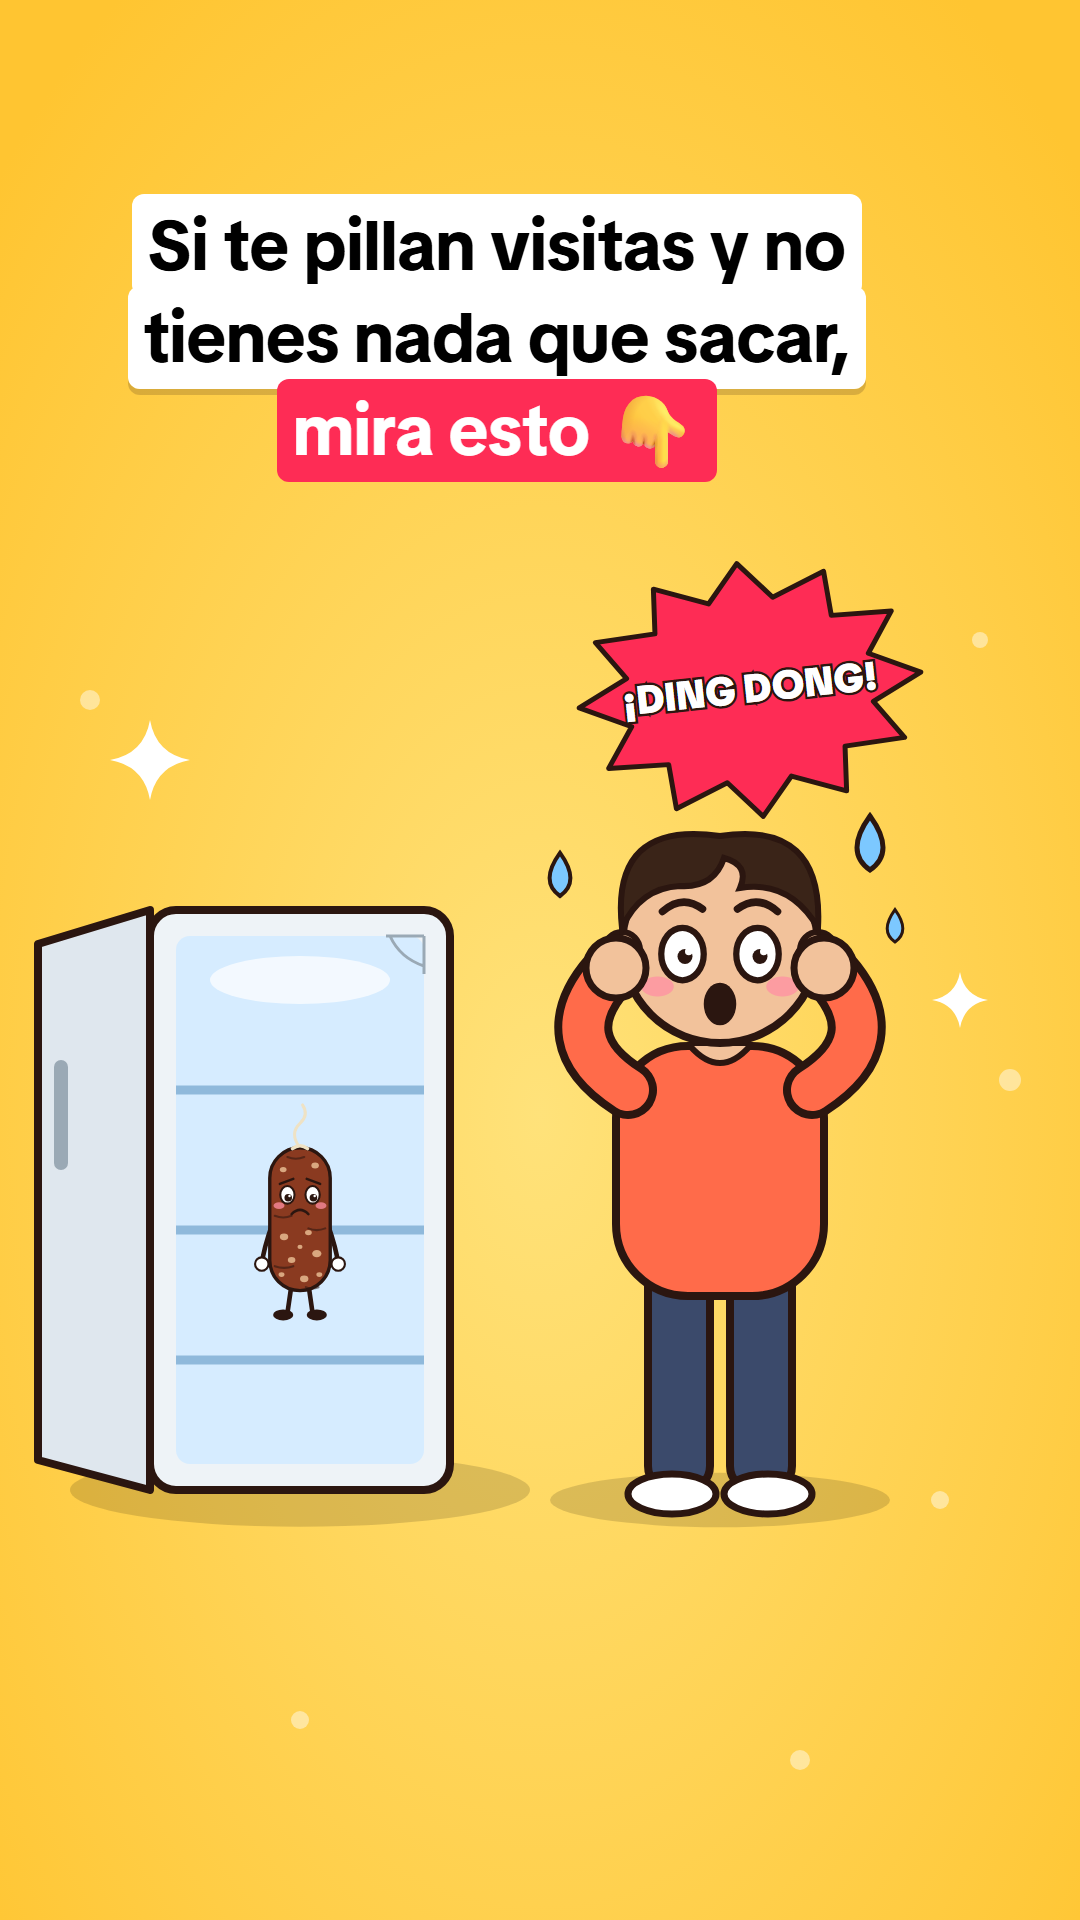 Si te pillan visitas y no
tienes nada que sacar,
mira esto 👇
¡DING DONG!